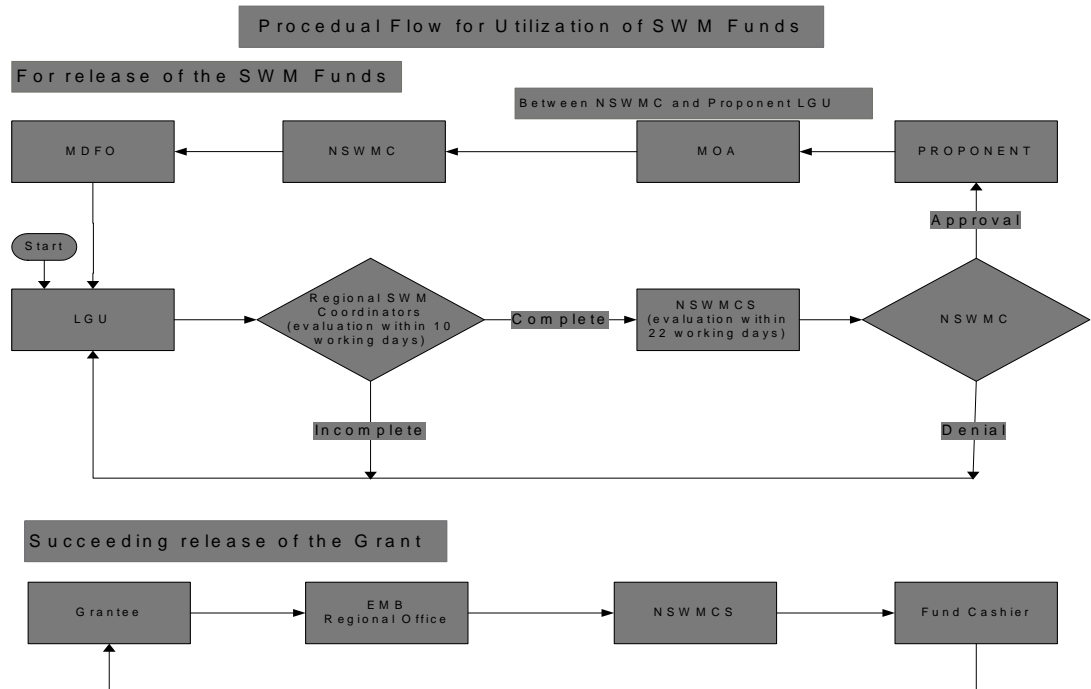 Procedual Flow for Utilization of SWM Funds
For release of the SWM Funds
Between NSWMC and Proponent LGU
MDFO
NSWMC
MOA
PROPONENT
Approval
Start
LGU
Regional SWM
Coordinators
(evaluation within 10
working days)
Complete
NSWMCS
(evaluation within
22 working days)
NSWMC
Incomplete
Denial
Succeeding release of the Grant
Grantee
EMB
Regional Office
NSWMCS
Fund Cashier